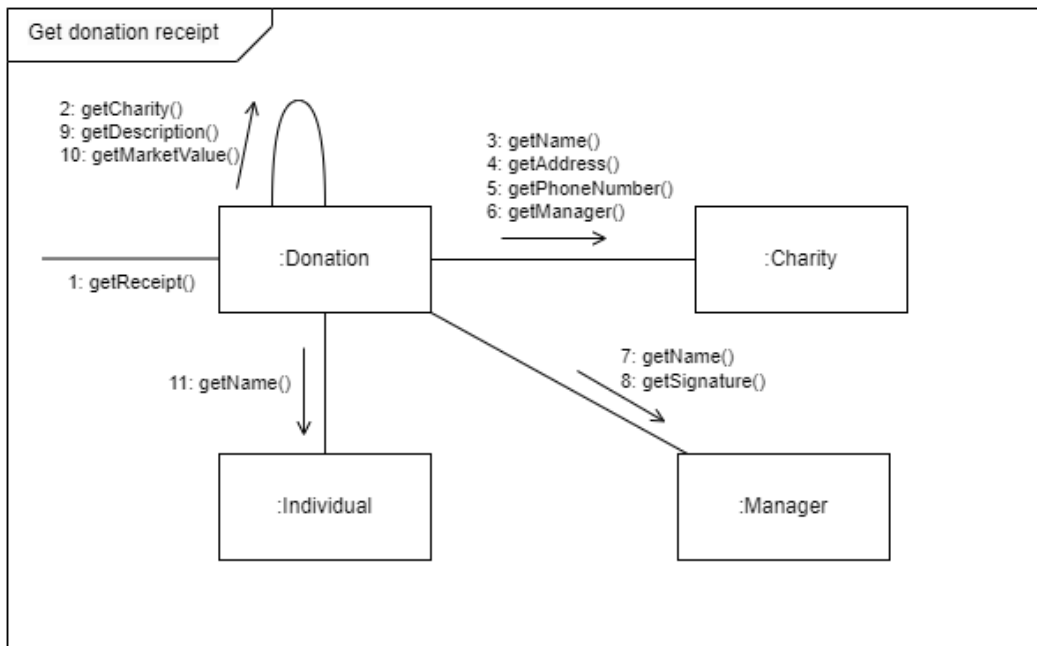 Get donation receipt
2: getCharity()
9: getDescription()
10: getMarketValue()
3: getName()
4: getAddress()
5: getPhoneNumber()
6: getManager()
:Donation
:Charity
1: getReceipt()
7: getName()
8: getSignature()
11: getName()
:Individual
:Manager